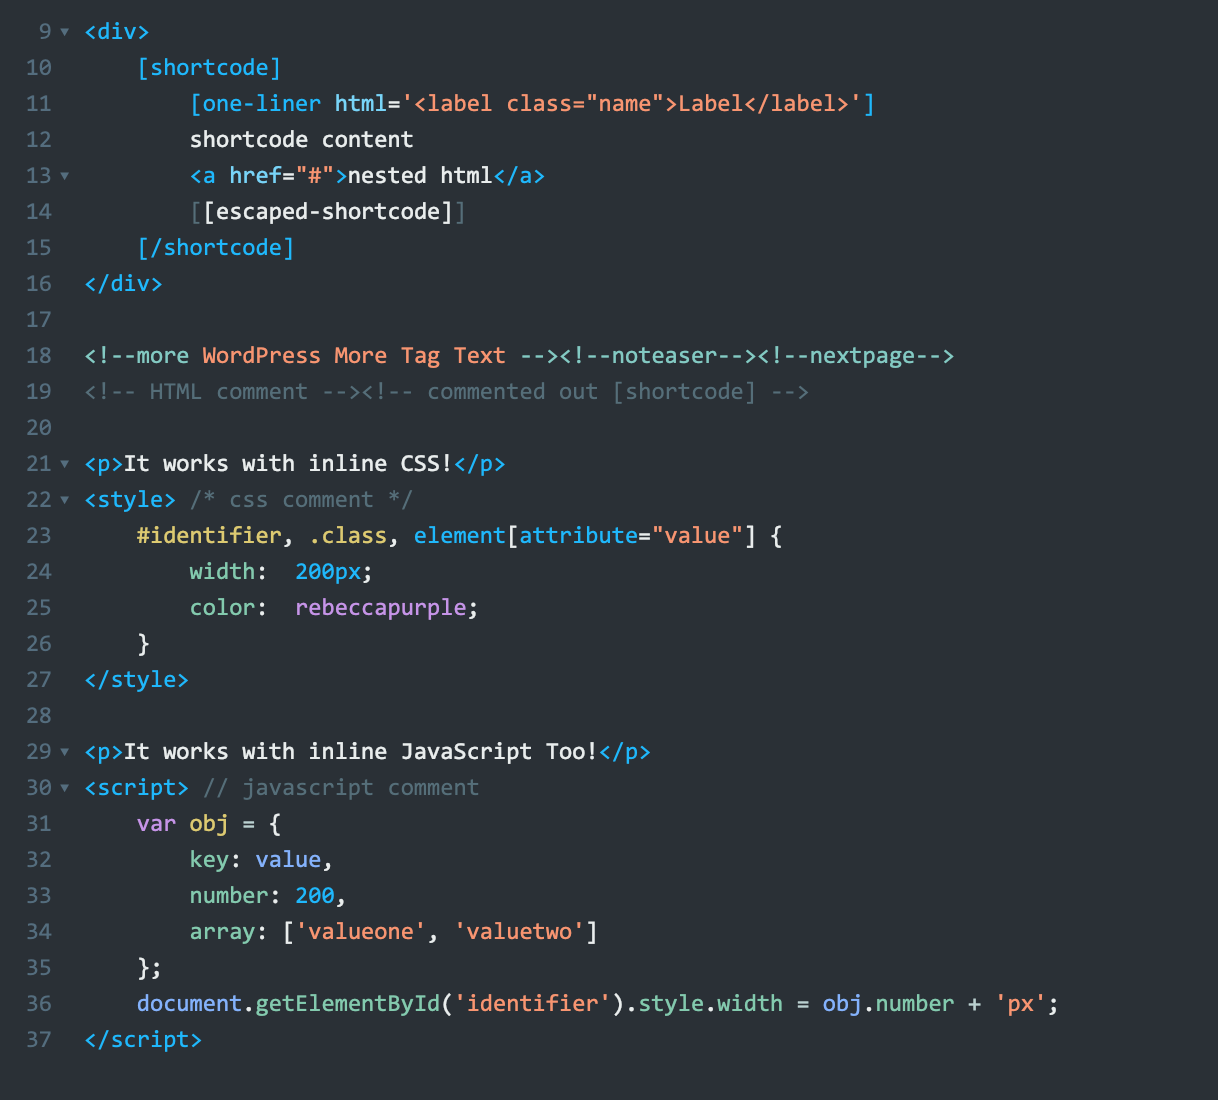 9 <div>
10     [shortcode]
11         [one-liner html='<label class="name">Label</label>']
12         shortcode content
13         <a href="#">nested html</a>
14         [[escaped-shortcode]]
15     [/shortcode]
16 </div>
17
18 <!--more WordPress More Tag Text --><!--noteaser--><!--nextpage-->
19 <!-- HTML comment --><!-- commented out [shortcode] -->
20
21 <p>It works with inline CSS!</p>
22 <style> /* css comment */
23     #identifier, .class, element[attribute="value"] {
24         width:  200px;
25         color:  rebeccapurple;
26     }
27 </style>
28
29 <p>It works with inline JavaScript Too!</p>
30 <script> // javascript comment
31     var obj = {
32         key: value,
33         number: 200,
34         array: ['valueone', 'valuetwo']
35     };
36     document.getElementById('identifier').style.width = obj.number + 'px';
37 </script>